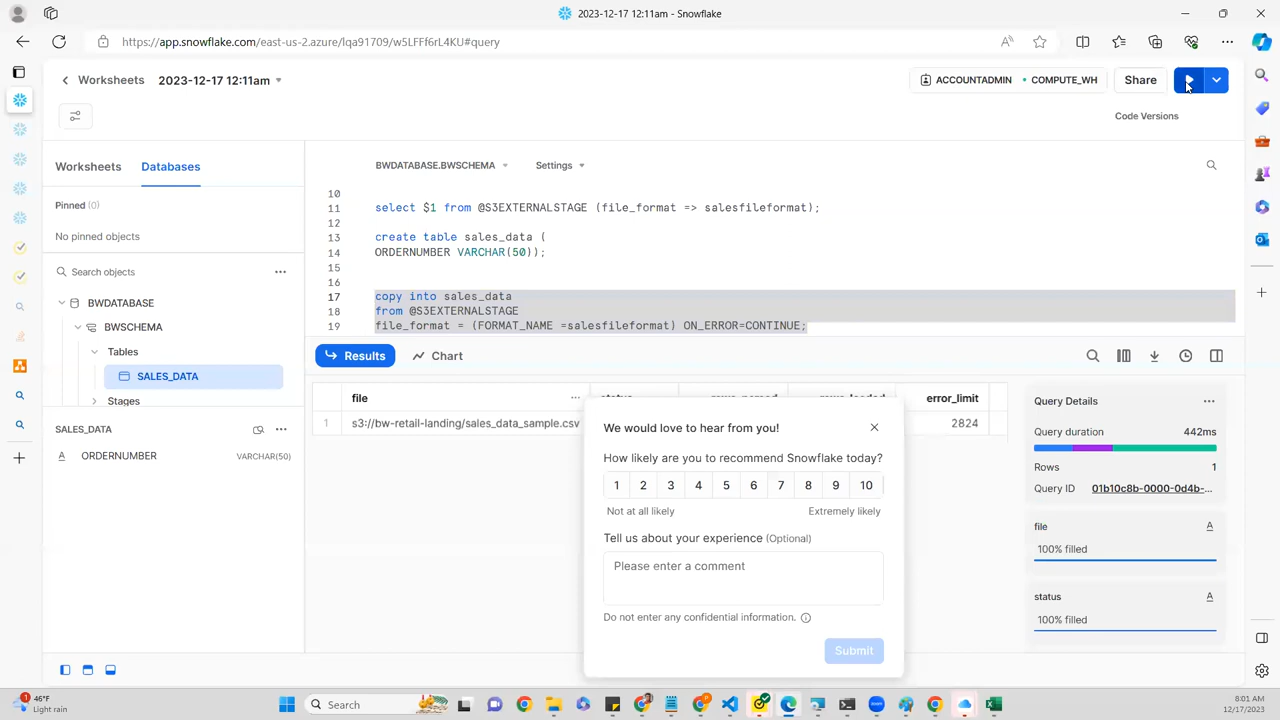 2023-12-17 12:11am - Snowflake
https://app.snowflake.com/east-us-2.azure/lqa91709/w5LFFf6rL4KU#query
Worksheets
2023-12-17 12:11am
ACCOUNTADMIN
COMPUTE_WH
Share
Code Versions
Worksheets
Databases
BWDATABASE.BWSCHEMA
Settings
Pinned (0)
No pinned objects
Search objects
BWDATABASE
BWSCHEMA
Tables
SALES_DATA
Stages
SALES_DATA
A ORDERNUMBER VARCHAR(50)
10
11 select $1 from @S3EXTERNALSTAGE (file_format => salesfileformat);
12
13 create table sales_data (
14 ORDERNUMBER VARCHAR(50));
15
16
17 copy into sales_data
18 from @S3EXTERNALSTAGE
19 file_format = (FORMAT_NAME =salesfileformat) ON_ERROR=CONTINUE;
Results
Chart
file
error_limit
1 s3://bw-retail-landing/sales_data_sample.csv
2824
Query Details
Query duration 442ms
Rows 1
Query ID 01b10c8b-0000-0d4b-...
file A
100% filled
status A
100% filled
We would love to hear from you!
How likely are you to recommend Snowflake today?
1 2 3 4 5 6 7 8 9 10
Not at all likely Extremely likely
Tell us about your experience (Optional)
Please enter a comment
Do not enter any confidential information.
Submit
46°F
Light rain
Search
8:01 AM
12/17/2023